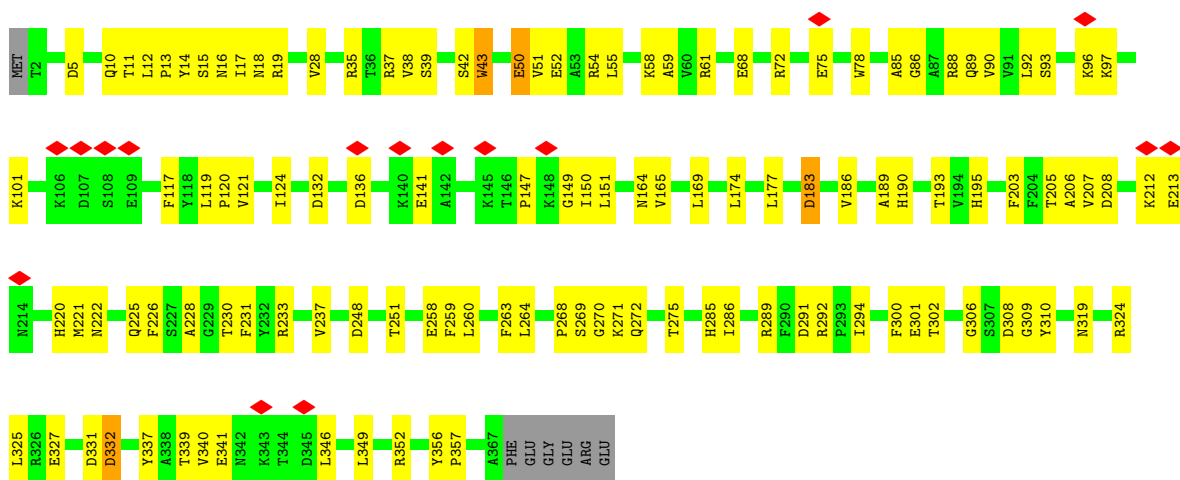 MET T2 D5 Q10 T11 L12 P13 Y14 S15 N16 I17 N18 R19 V28 R35 T36 R37 V38 S39 S42 W43 E50 V51 E52 A53 R54 L55 K58 A59 V60 R61 E68 R72 E75 W78 A85 G86 A87 R88 Q89 V90 V91 L92 S93 K96 K97
K101 K106 D107 S108 E109 F117 Y118 L119 P120 V121 I124 D132 D136 K140 E141 A142 K145 T146 P147 K148 G149 I150 L151 N164 V165 L169 L174 L177 D183 V186 A189 H190 T193 V194 H195 F203 F204 T205 A206 V207 D208 K212 E213
N214 H220 M221 N222 Q225 F226 S227 A228 G229 T230 F231 Y232 R233 V237 D248 T251 E258 F259 L260 F263 L264 P268 S269 G270 K271 Q272 T275 H285 I286 R289 F290 D291 R292 P293 I294 F300 E301 T302 G306 S307 D308 G309 Y310 N319 R324
L325 R326 E327 D331 D332 Y337 A338 T339 V340 E341 N342 K343 T344 D345 L346 L349 R352 Y356 P357 A367 PHE GLU GLY GLU ARG GLU